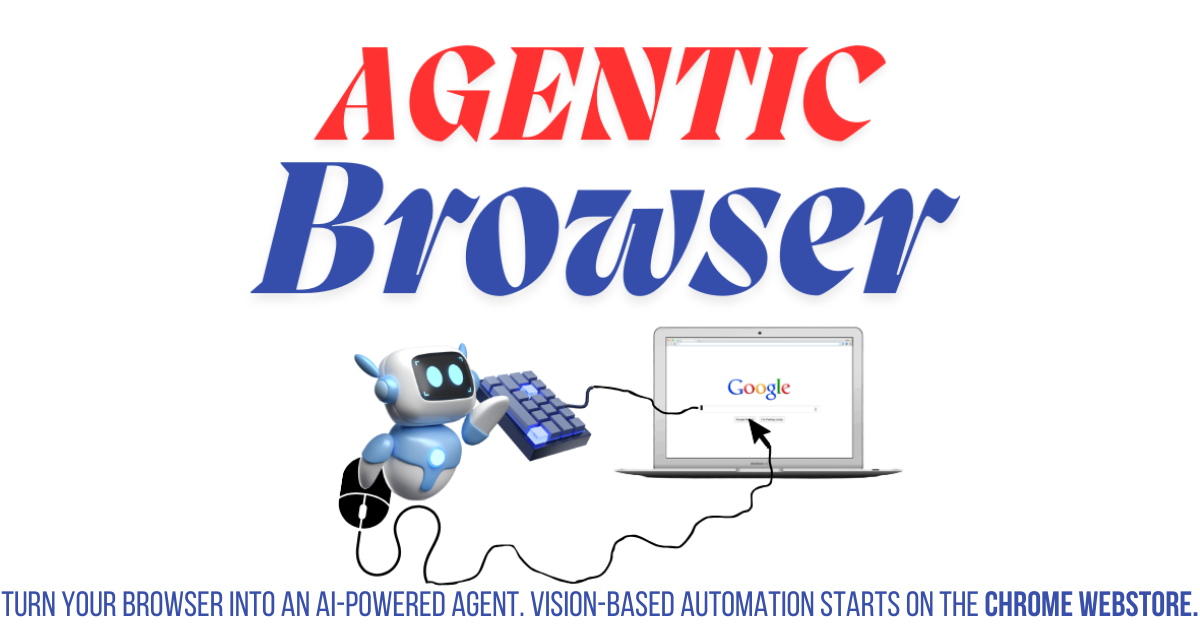 AGENTIC
Browser
Google
TURN YOUR BROWSER INTO AN AI-POWERED AGENT. VISION-BASED AUTOMATION STARTS ON THE CHROME WEBSTORE.